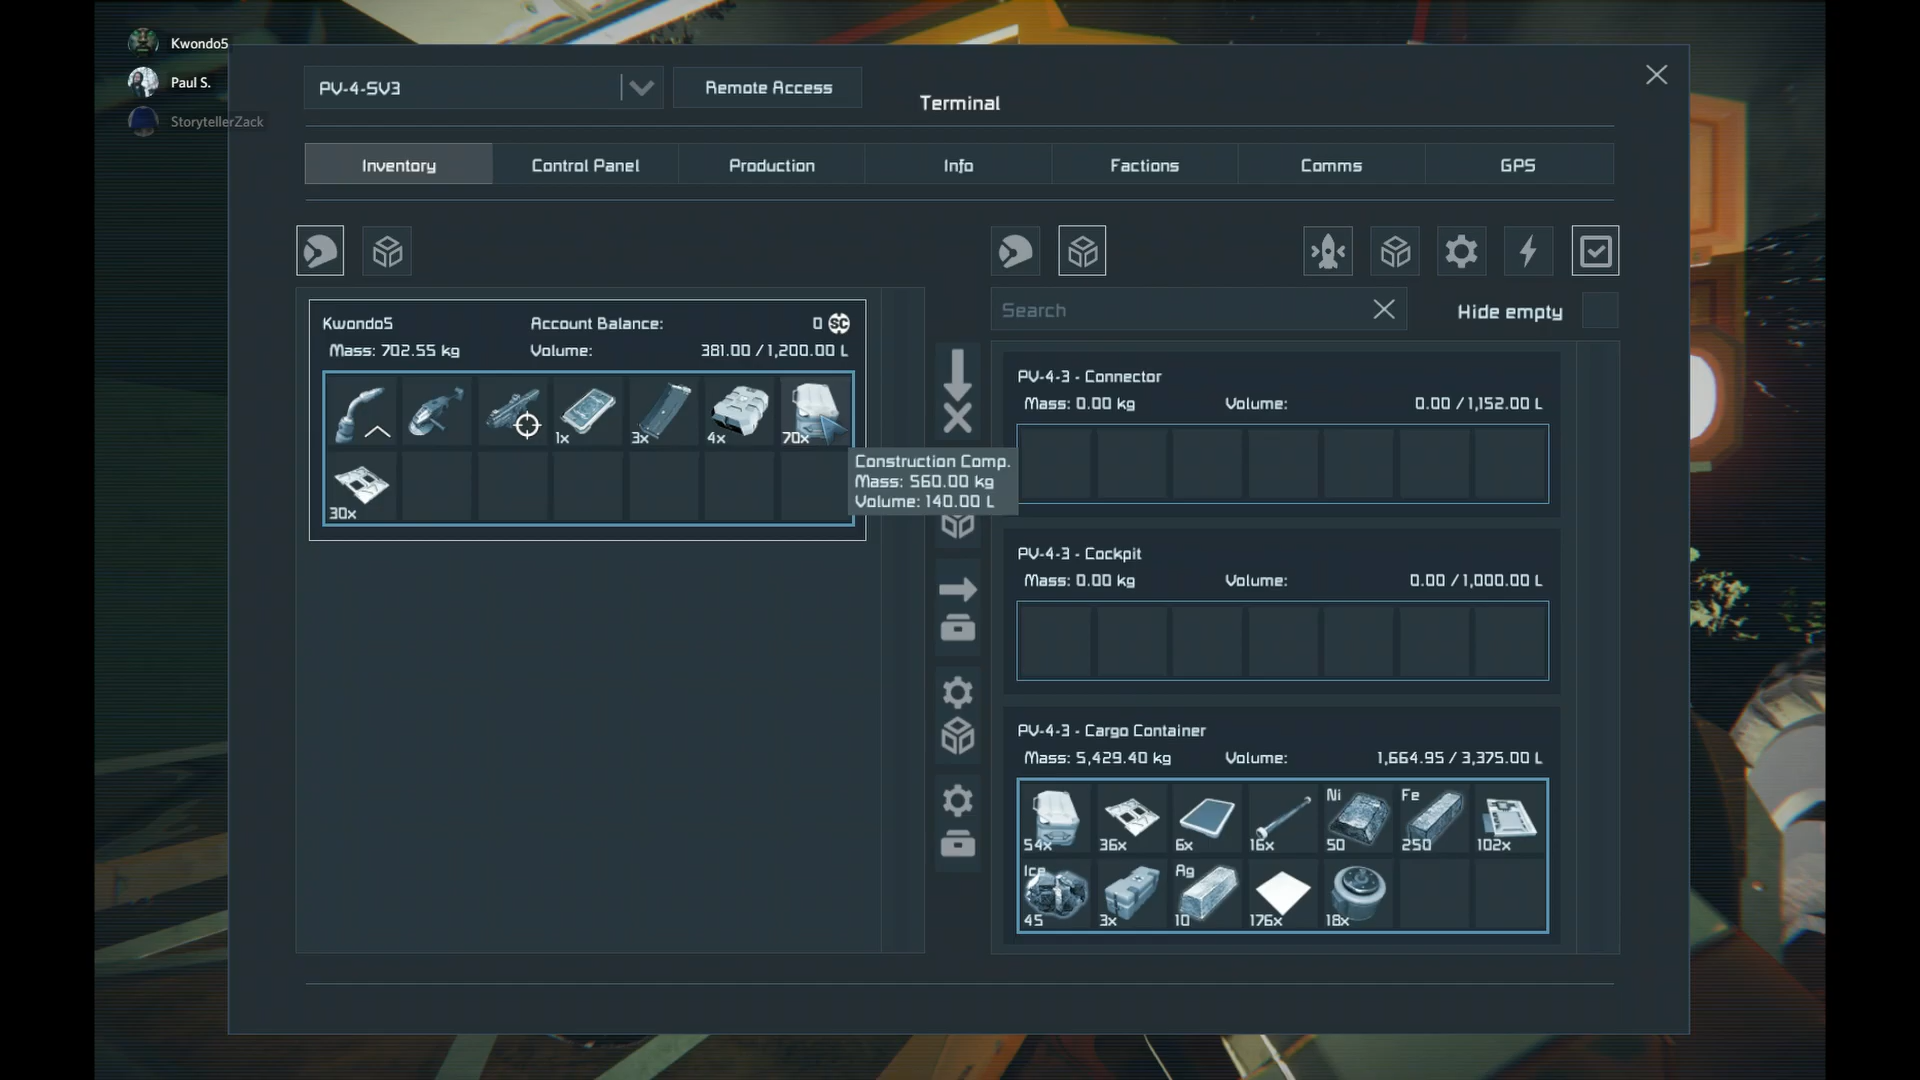 Kwondo5
Paul S.
StorytellerZack
PV-4-SV3
Remote Access
Terminal
Inventory
Control Panel
Production
Info
Factions
Comms
GPS
Search
Hide empty
Kwondo5
Account Balance:
0 SC
Mass: 702.55 kg
Volume:
381.00 / 1,200.00 L
1x
3x
4x
70x
30x
Construction Comp.
Mass: 560.00 kg
Volume: 140.00 L
PV-4-3 - Connector
Mass: 0.00 kg
Volume:
0.00 / 1,152.00 L
PV-4-3 - Cockpit
Mass: 0.00 kg
Volume:
0.00 / 1,000.00 L
PV-4-3 - Cargo Container
Mass: 5,429.40 kg
Volume:
1,664.95 / 3,375.00 L
Ni
Fe
54x
36x
6x
16x
50
250
102x
Ice
Ag
45
3x
10
176x
18x